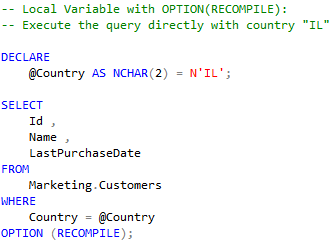 -- Local Variable with OPTION(RECOMPILE):
-- Execute the query directly with country "IL"
DECLARE
@Country AS NCHAR(2) = N'IL';
SELECT
Id ,
Name ,
LastPurchaseDate
FROM
Marketing.Customers
WHERE
Country = @Country
OPTION (RECOMPILE);